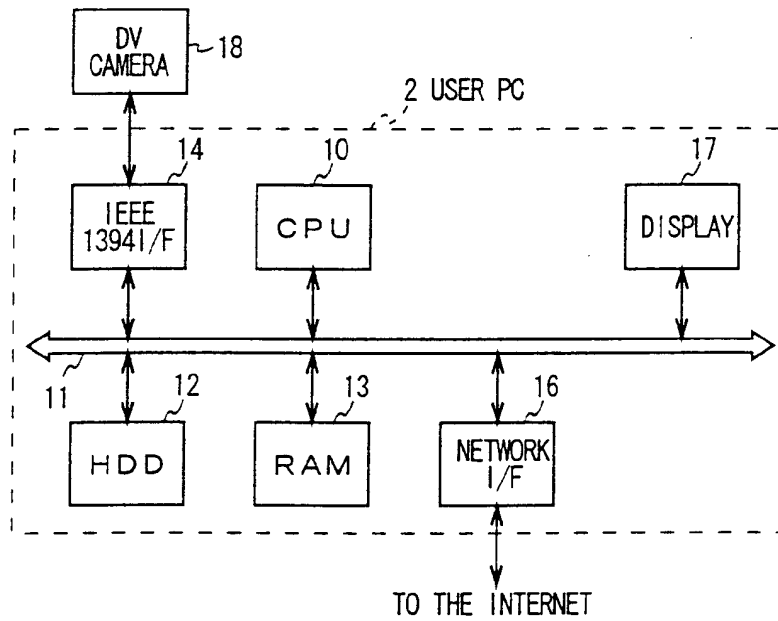 DV
CAMERA
18
2 USER PC
14
10
17
IEEE
1394I/F
CPU
DISPLAY
11
12
13
16
HDD
RAM
NETWORK
I/F
TO THE INTERNET